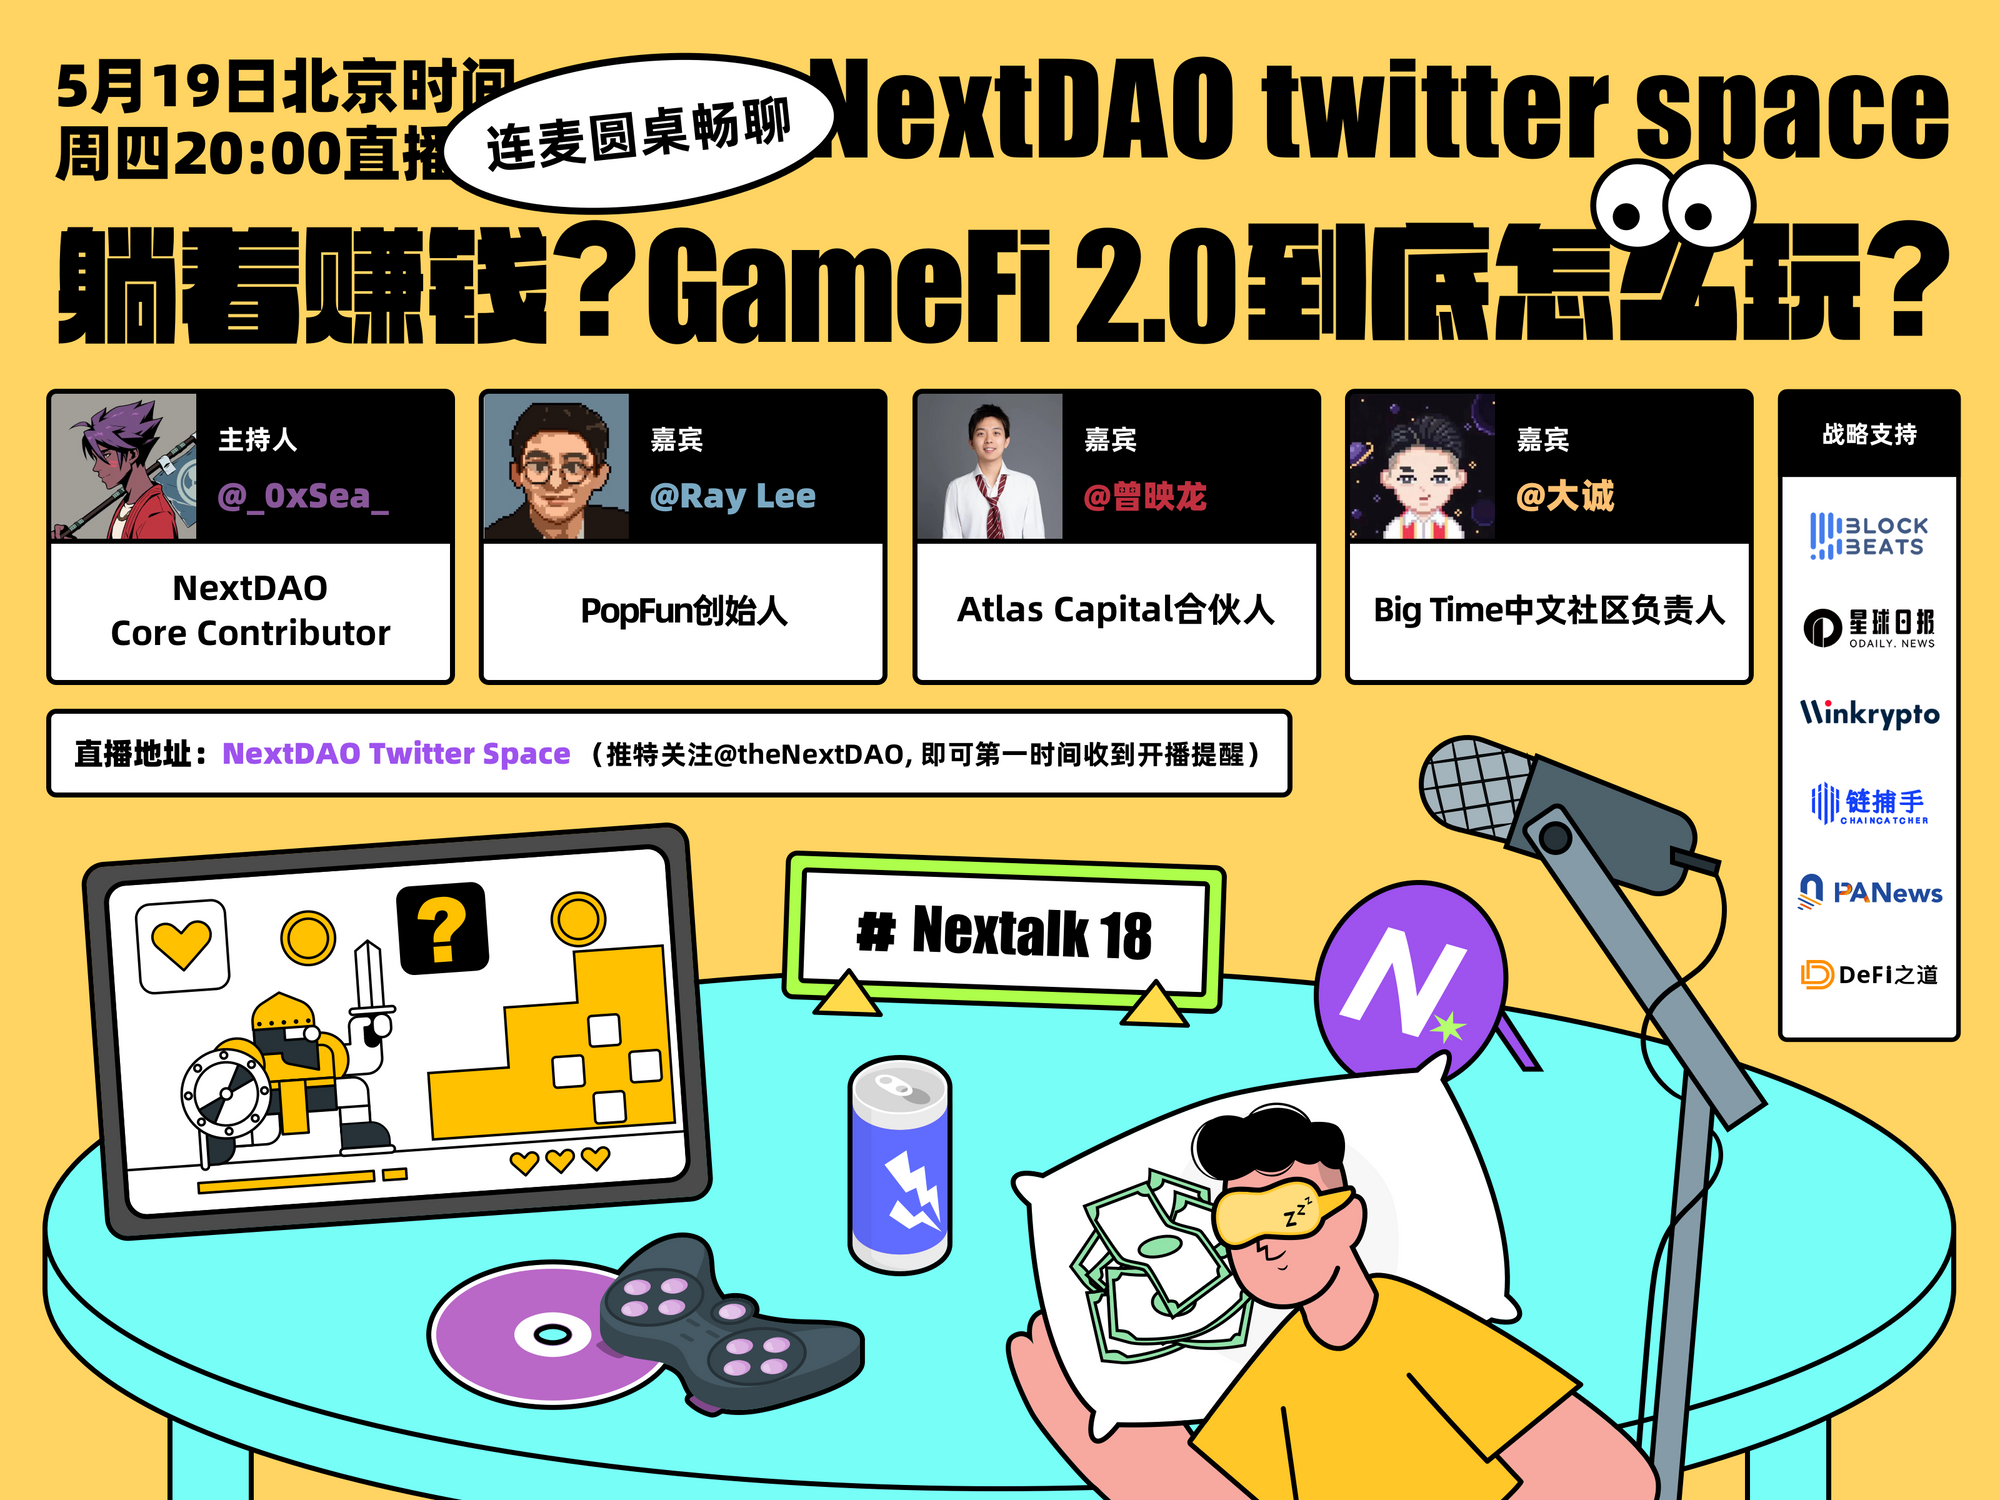 5月19日北京时间
周四20:00直播
连麦圆桌畅聊
NextDAO twitter space
躺着赚钱?GameFi 2.0到底怎么玩?
主持人
@_0xSea_
NextDAO
Core Contributor
嘉宾
@Ray Lee
PopFun创始人
嘉宾
@曾映龙
Atlas Capital合伙人
嘉宾
@大诚
Big Time中文社区负责人
战略支持
BLOCK
BEATS
星球日报
ODAILY. NEWS
Winkrypto
链捕手
CHAINCATCHER
PANews
DeFi之道
直播地址：NextDAO Twitter Space（推特关注@theNextDAO, 即可第一时间收到开播提醒）
?
# Nextalk 18
N
zzz